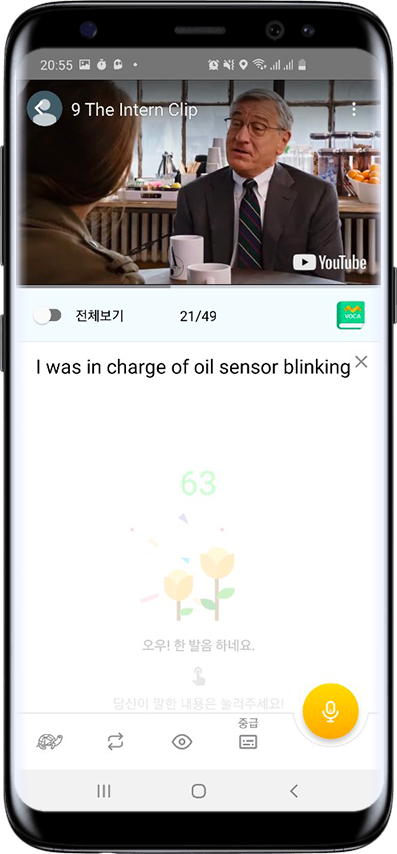 20:55
9 The Intern Clip
YouTube
전체보기
21/49
VOCA
I was in charge of oil sensor blinking
63
오우! 한 발음 하네요.
당신이 말한 내용은 눌러주세요!
중급